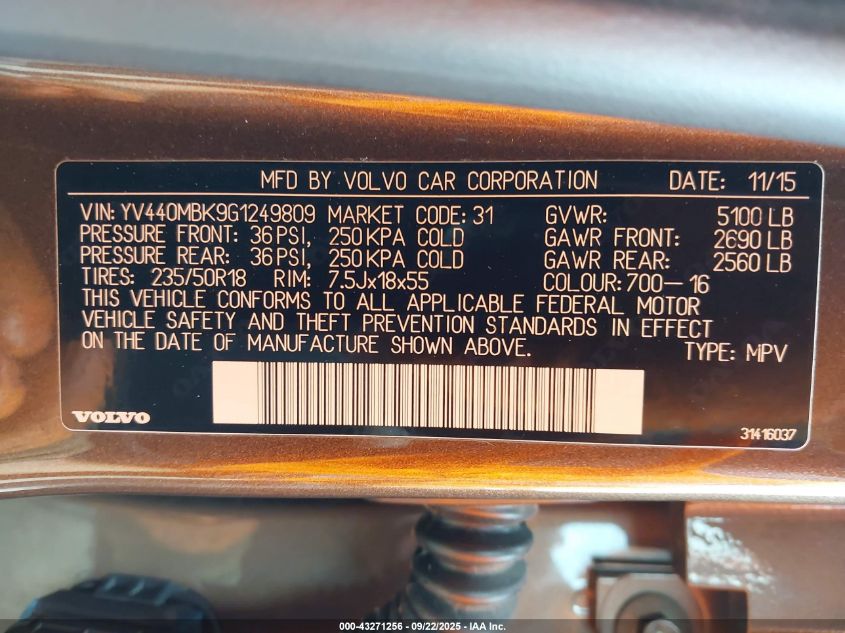 MFD BY VOLVO CAR CORPORATION DATE: 11/15
VIN: YV440MBK9G1249809 MARKET CODE: 31 GVWR: 5100 LB
PRESSURE FRONT: 36 PSI, 250 KPA COLD GAWR FRONT: 2690 LB
PRESSURE REAR: 36 PSI, 250 KPA COLD GAWR REAR: 2560 LB
TIRES: 235/50R18 RIM: 7.5Jx18x55 COLOUR: 700-16
THIS VEHICLE CONFORMS TO ALL APPLICABLE FEDERAL MOTOR
VEHICLE SAFETY AND THEFT PREVENTION STANDARDS IN EFFECT
ON THE DATE OF MANUFACTURE SHOWN ABOVE. TYPE: MPV
VOLVO 31416037
000-43271256 - 09/22/2025 - IAA Inc.